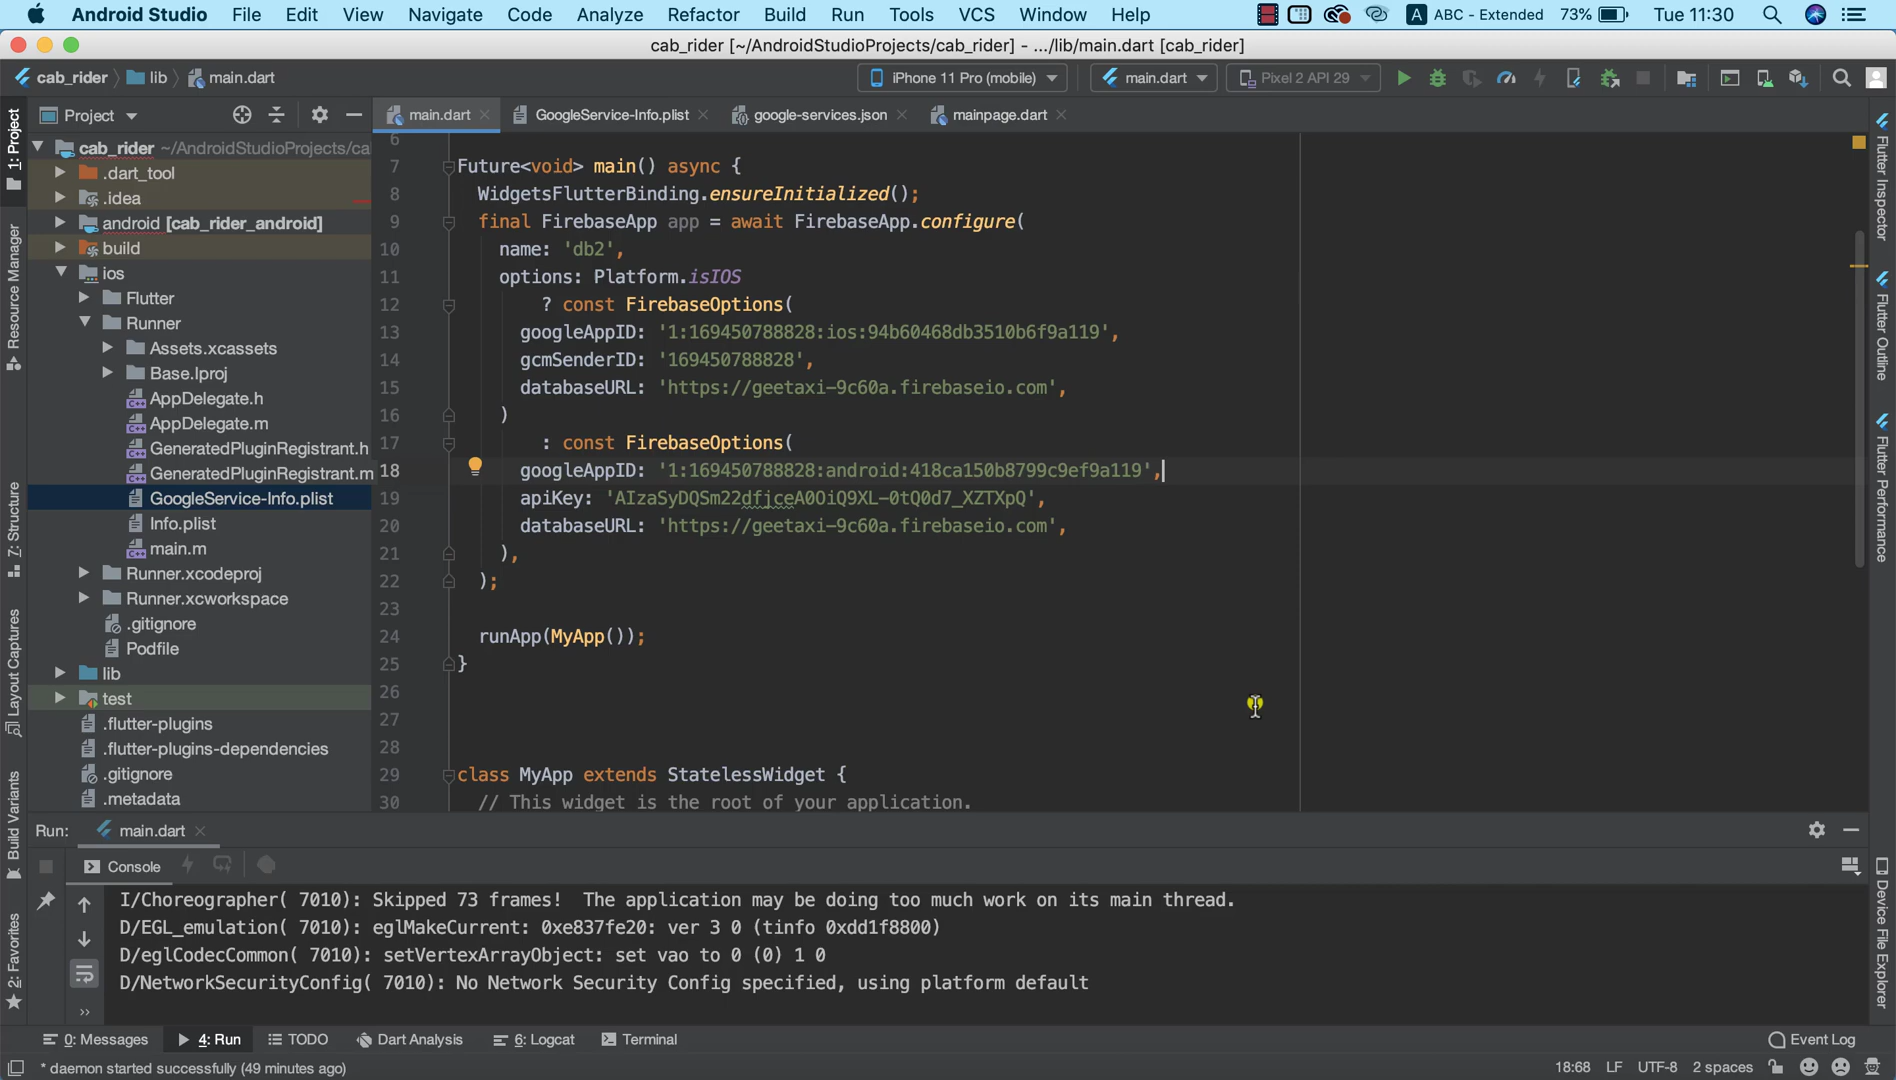 Android Studio File Edit View Navigate Code Analyze Refactor Build Run Tools VCS Window Help A ABC - Extended 73% Tue 11:30
cab_rider [~/AndroidStudioProjects/cab_rider] - .../lib/main.dart [cab_rider]
cab_rider lib main.dart iPhone 11 Pro (mobile) main.dart Pixel 2 API 29
Project main.dart GoogleService-Info.plist google-services.json mainpage.dart
1: Project
Resource Manager
7: Structure
Layout Captures
Build Variants
2: Favorites
cab_rider ~/AndroidStudioProjects/ca
.dart_tool
.idea
android [cab_rider_android]
build
ios
Flutter
Runner
Assets.xcassets
Base.lproj
AppDelegate.h
AppDelegate.m
GeneratedPluginRegistrant.h
GeneratedPluginRegistrant.m
GoogleService-Info.plist
Info.plist
main.m
Runner.xcodeproj
Runner.xcworkspace
.gitignore
Podfile
lib
test
.flutter-plugins
.flutter-plugins-dependencies
.gitignore
.metadata
6
7 Future<void> main() async {
8 WidgetsFlutterBinding.ensureInitialized();
9 final FirebaseApp app = await FirebaseApp.configure(
10 name: 'db2',
11 options: Platform.isIOS
12 ? const FirebaseOptions(
13 googleAppID: '1:169450788828:ios:94b60468db3510b6f9a119',
14 gcmSenderID: '169450788828',
15 databaseURL: 'https://geetaxi-9c60a.firebaseio.com',
16 )
17 : const FirebaseOptions(
18 googleAppID: '1:169450788828:android:418ca150b8799c9ef9a119',
19 apiKey: 'AIzaSyDQSm22dfjceA0OiQ9XL-0tQ0d7_XZTXpQ',
20 databaseURL: 'https://geetaxi-9c60a.firebaseio.com',
21 ),
22 );
23
24 runApp(MyApp());
25 }
26
27
28
29 class MyApp extends StatelessWidget {
30 // This widget is the root of your application.
Flutter Inspector
Flutter Outline
Flutter Performance
Device File Explorer
Run: main.dart
Console
I/Choreographer( 7010): Skipped 73 frames! The application may be doing too much work on its main thread.
D/EGL_emulation( 7010): eglMakeCurrent: 0xe837fe20: ver 3 0 (tinfo 0xdd1f8800)
D/eglCodecCommon( 7010): setVertexArrayObject: set vao to 0 (0) 1 0
D/NetworkSecurityConfig( 7010): No Network Security Config specified, using platform default
0: Messages 4: Run TODO Dart Analysis 6: Logcat Terminal Event Log
* daemon started successfully (49 minutes ago) 18:68 LF UTF-8 2 spaces